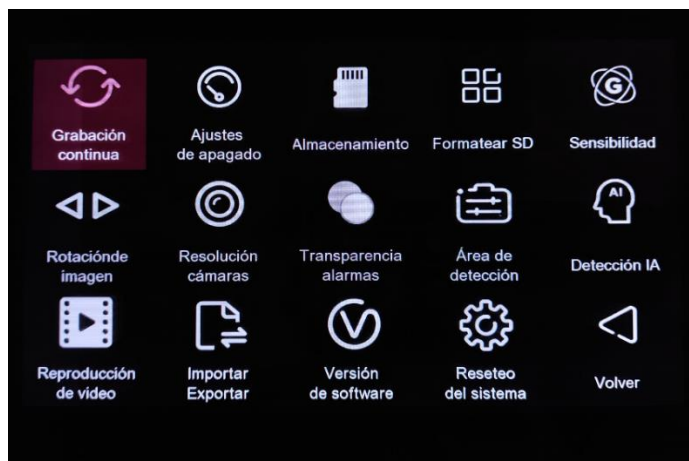 Grabación
continua
Ajustes
de apagado
Almacenamiento
Formatear SD
G
Sensibilidad
Rotaciónde
imagen
Resolución
cámaras
Transparencia
alarmas
Área de
detección
AI
Detección IA
Reproducción
de vídeo
Importar
Exportar
Versión
de software
Reseteo
del sistema
Volver